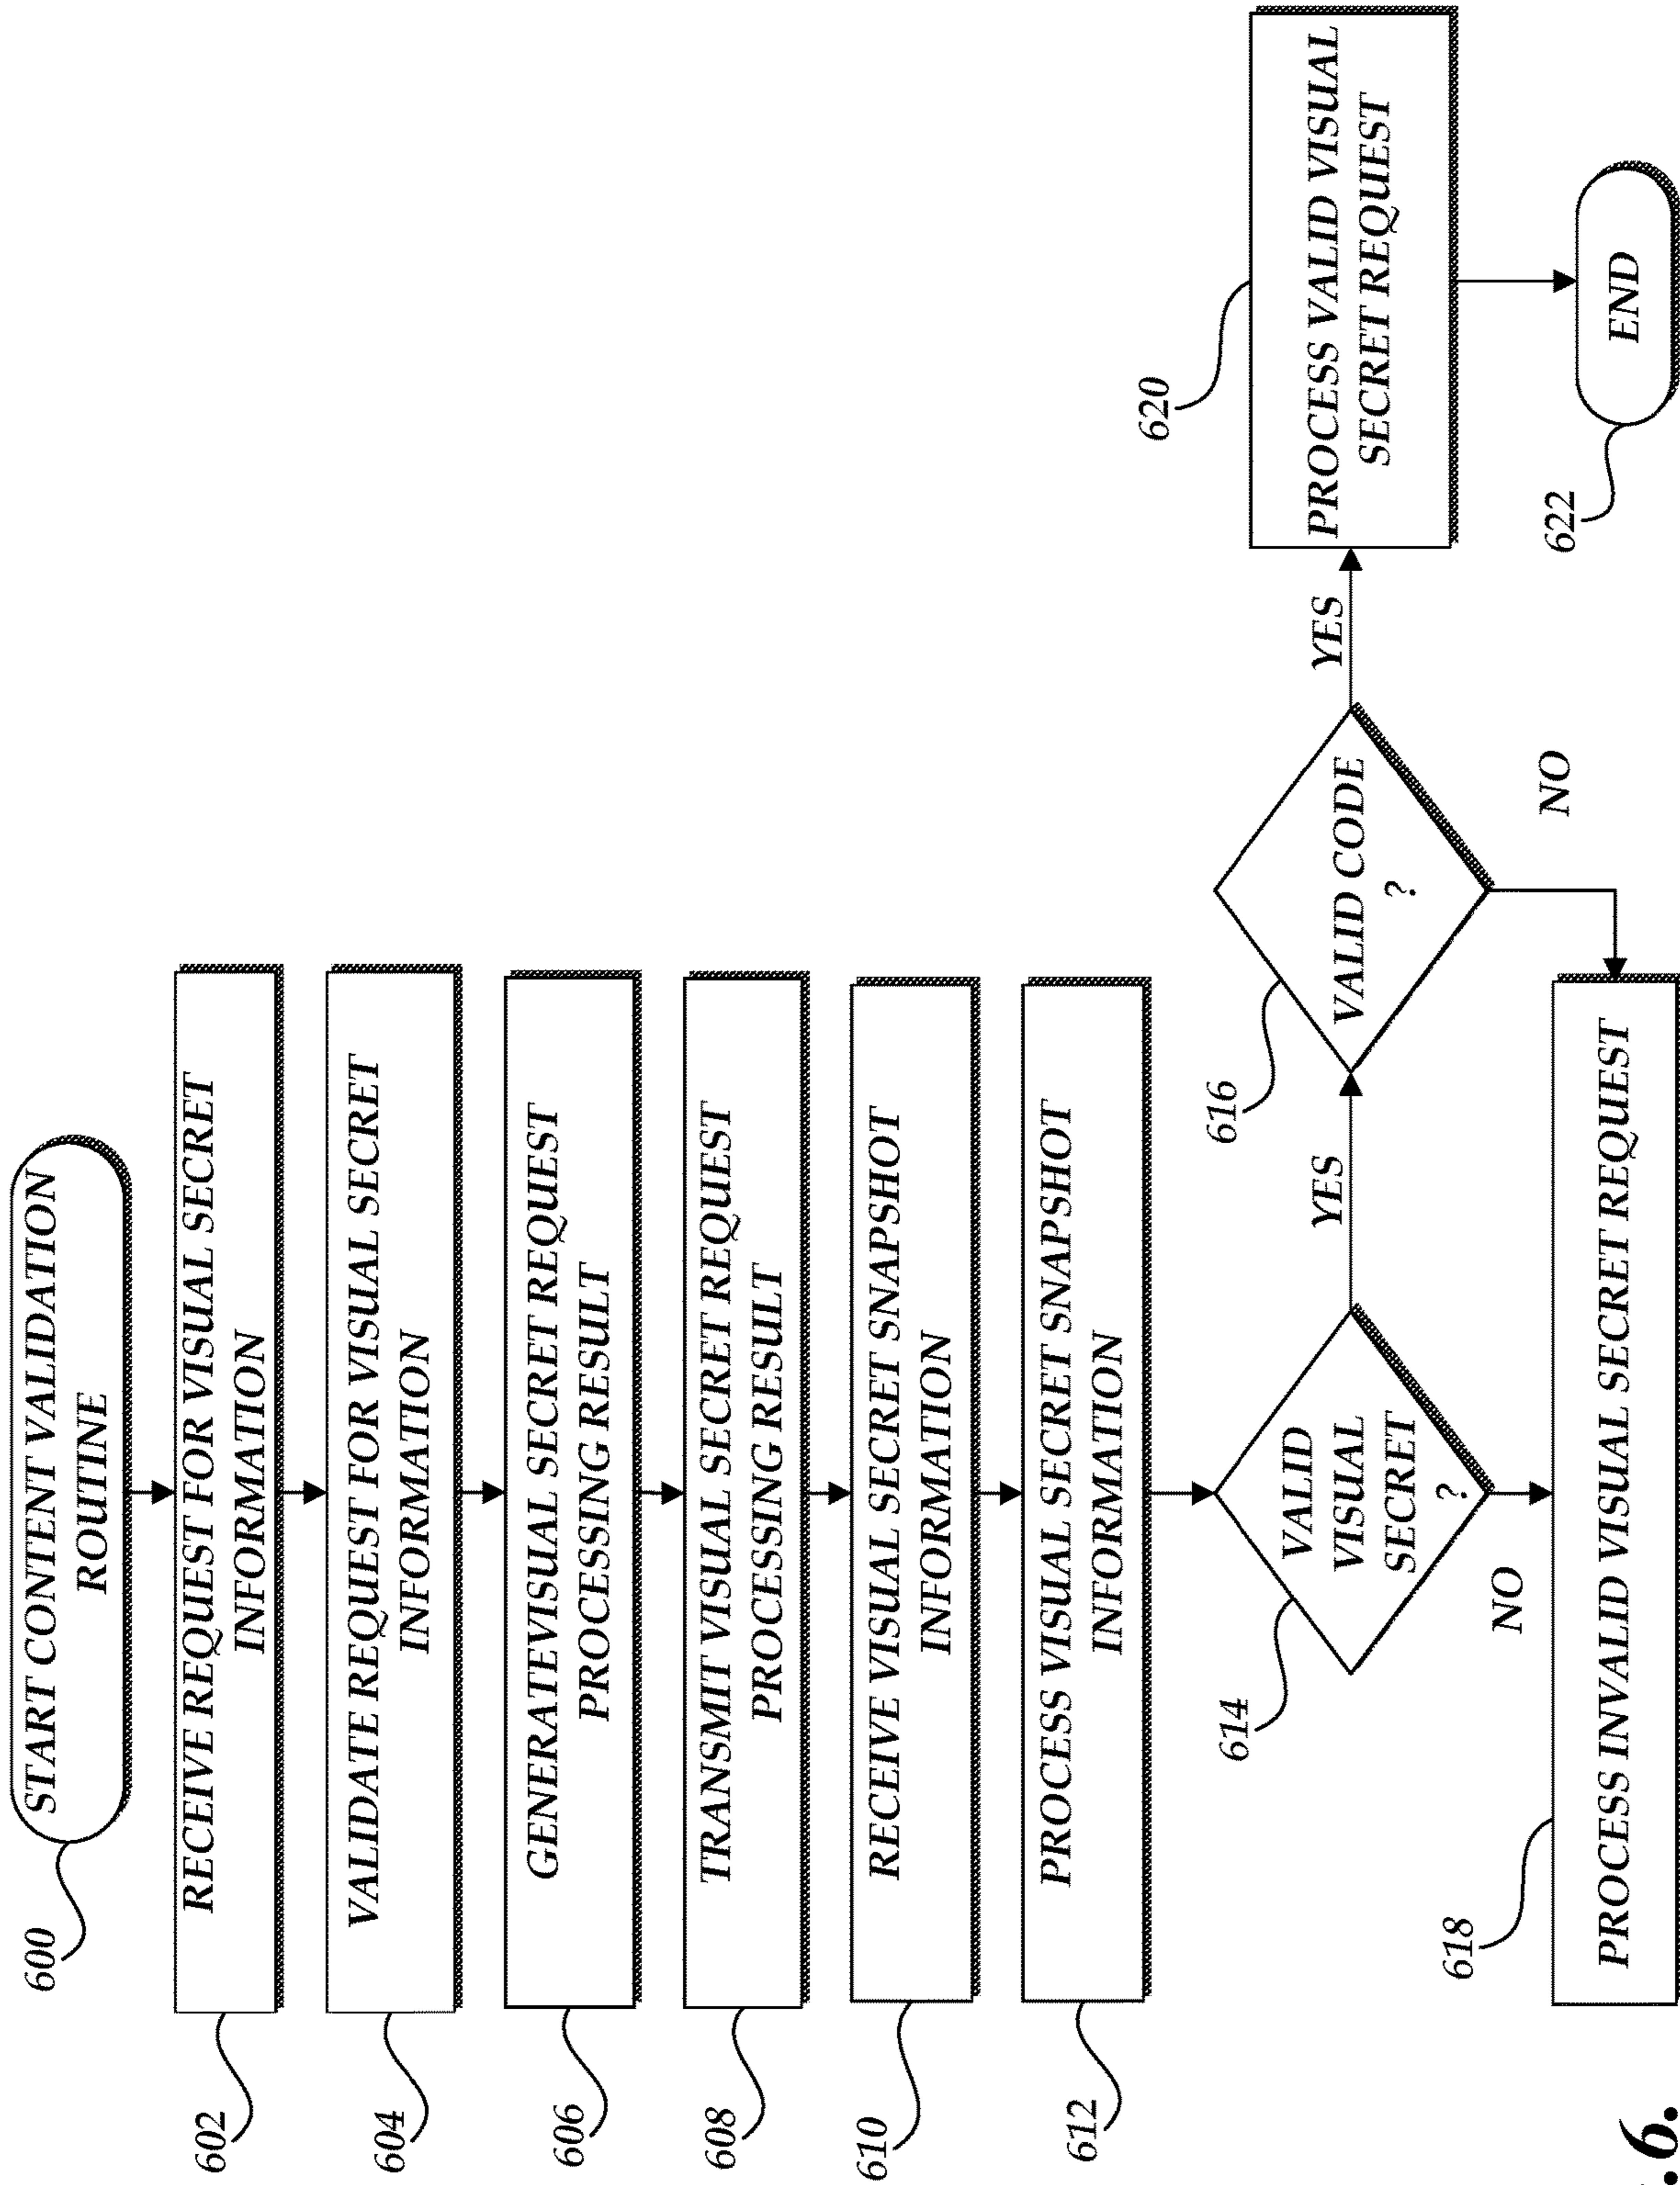 600
START CONTENT VALIDATION
ROUTINE
602
RECEIVE REQUEST FOR VISUAL SECRET
INFORMATION
604
VALIDATE REQUEST FOR VISUAL SECRET
INFORMATION
606
GENERATEVISUAL SECRET REQUEST
PROCESSING RESULT
608
TRANSMIT VISUAL SECRET REQUEST
PROCESSING RESULT
610
RECEIVE VISUAL SECRET SNAPSHOT
INFORMATION
612
PROCESS VISUAL SECRET SNAPSHOT
INFORMATION
614
VALID
VISUAL
SECRET
?
YES
NO
616
VALID CODE
?
YES
NO
620
PROCESS VALID VISUAL
SECRET REQUEST
622
END
618
PROCESS INVALID VISUAL SECRET REQUEST
.6.